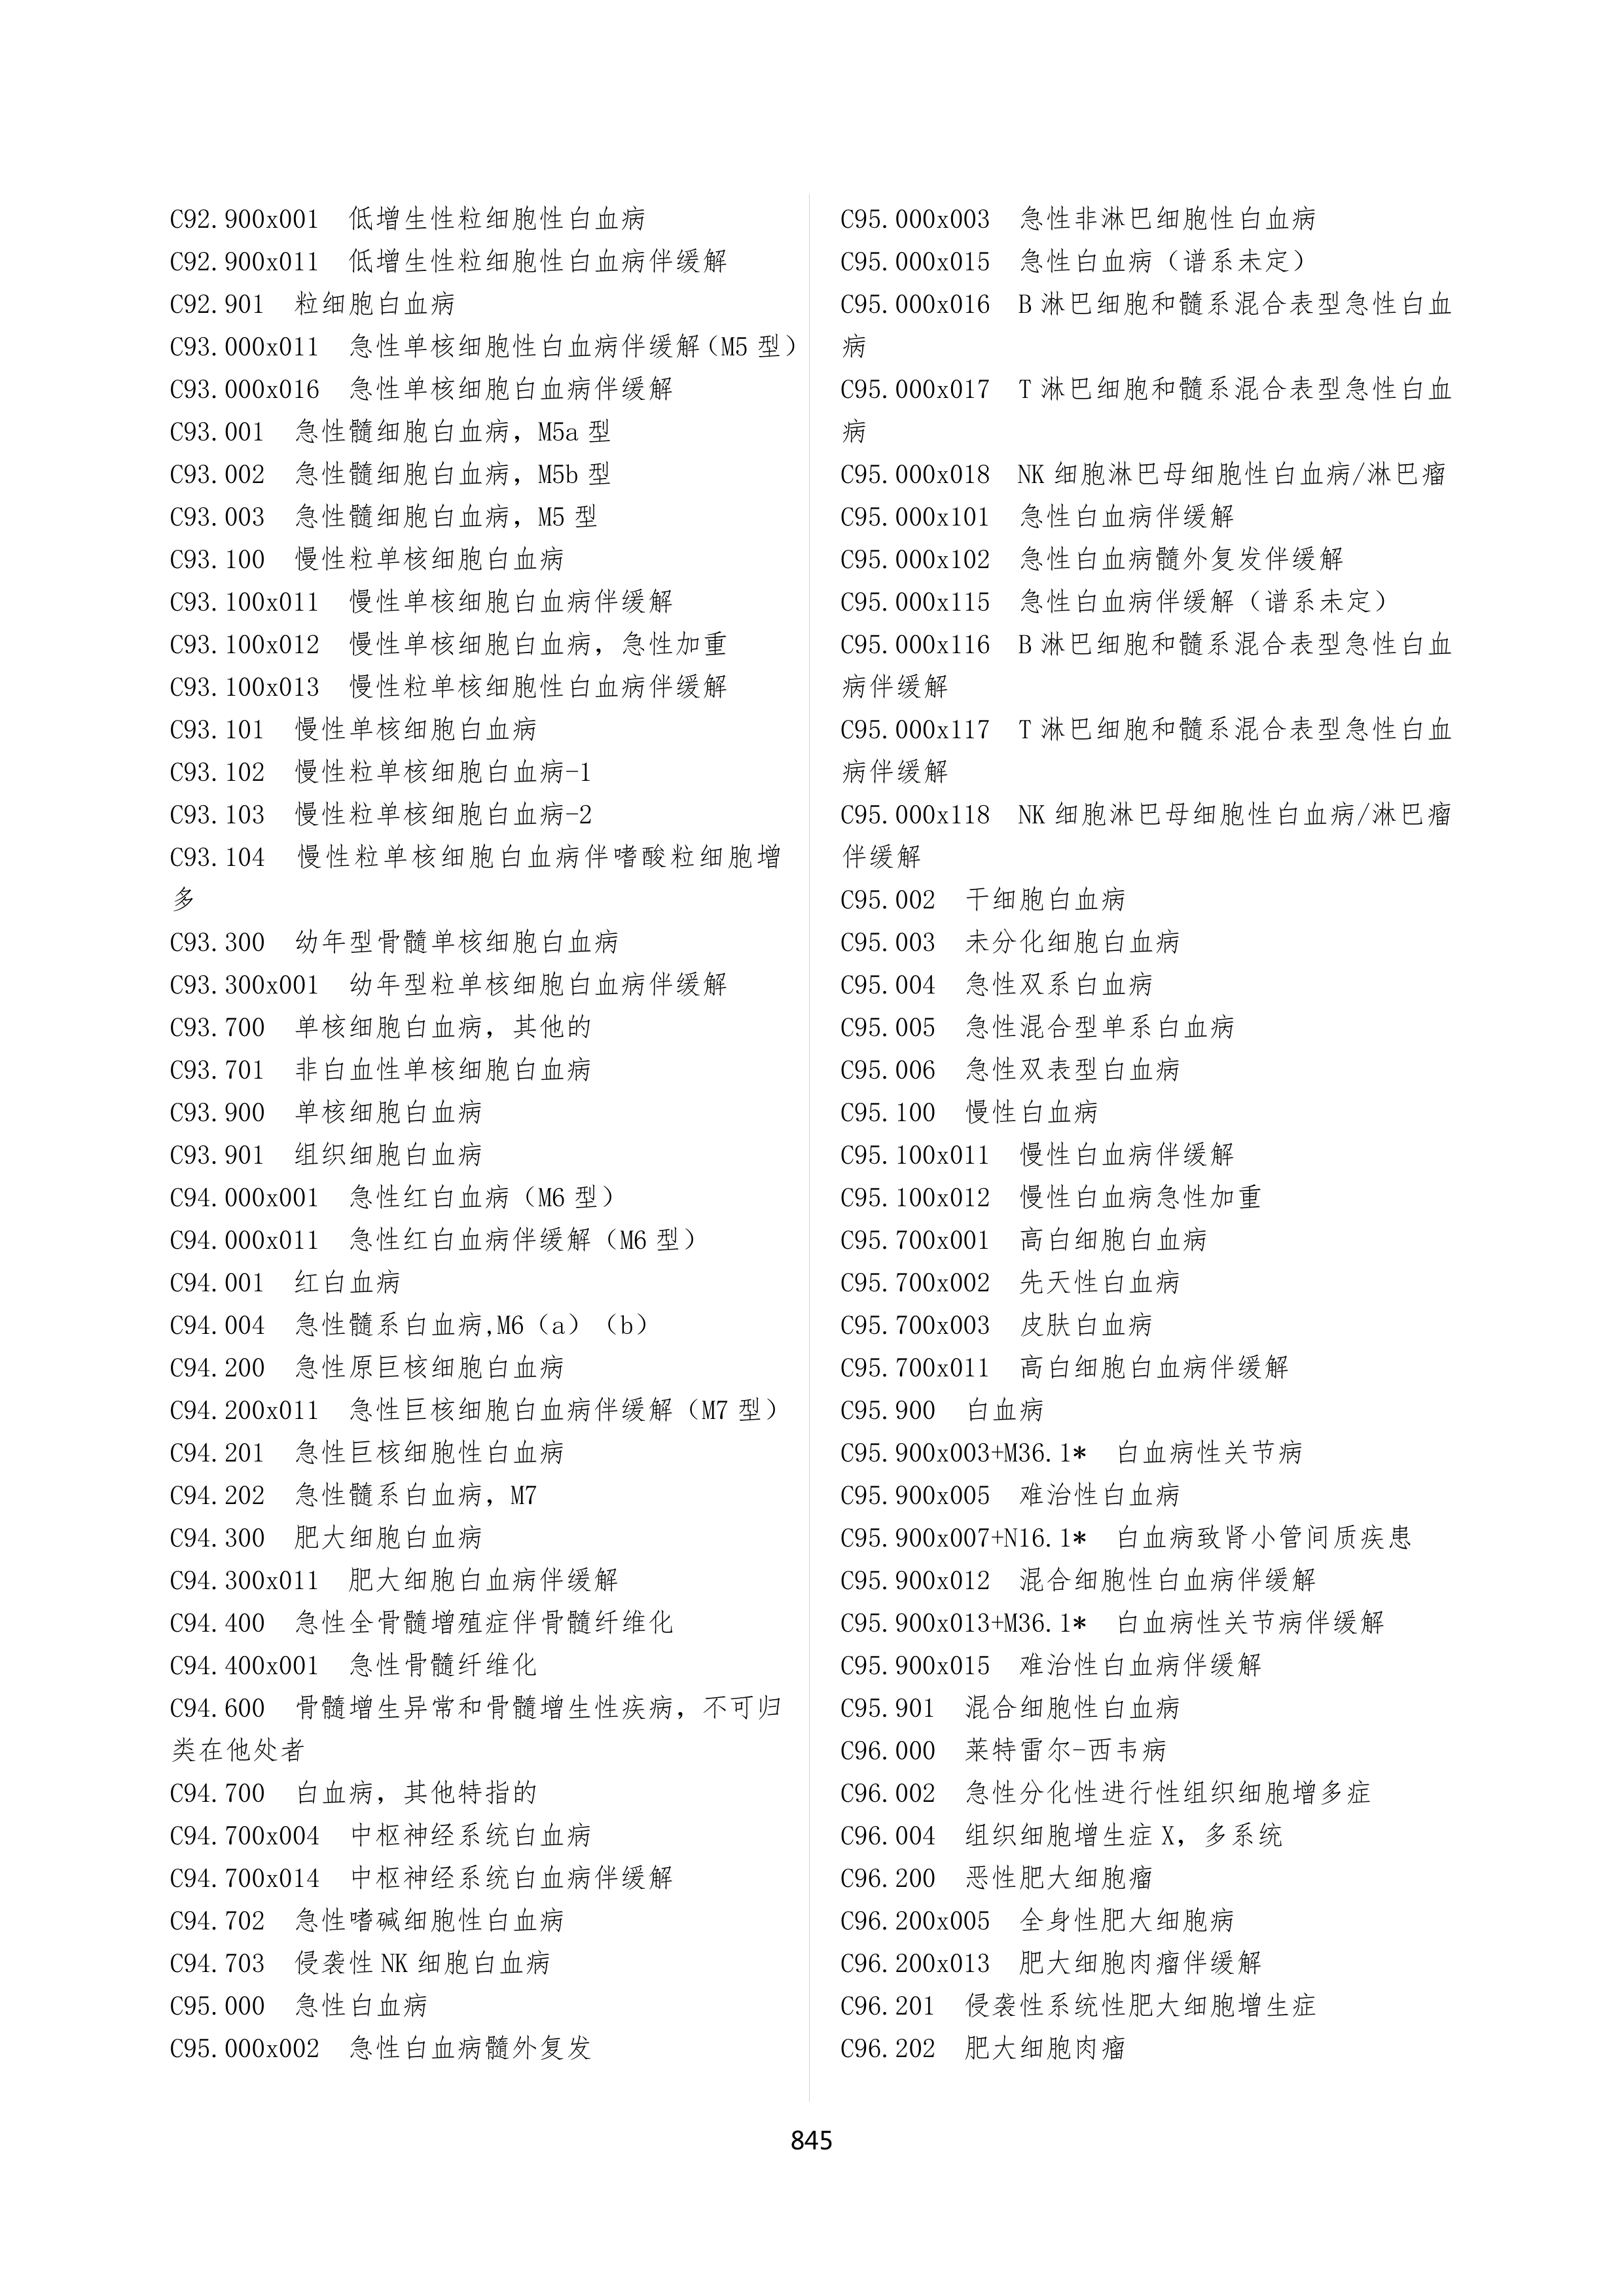 C92.900x001 低增生性粒细胞性白血病
C92.900x011 低增生性粒细胞性白血病伴缓解
C92.901 粒细胞白血病
C93.000x011 急性单核细胞性白血病伴缓解（M5 型）
C93.000x016 急性单核细胞白血病伴缓解
C93.001 急性髓细胞白血病，M5a 型
C93.002 急性髓细胞白血病，M5b 型
C93.003 急性髓细胞白血病，M5 型
C93.100 慢性粒单核细胞白血病
C93.100x011 慢性单核细胞白血病伴缓解
C93.100x012 慢性单核细胞白血病，急性加重
C93.100x013 慢性粒单核细胞性白血病伴缓解
C93.101 慢性单核细胞白血病
C93.102 慢性粒单核细胞白血病-1
C93.103 慢性粒单核细胞白血病-2
C93.104 慢性粒单核细胞白血病伴嗜酸粒细胞增
多
C93.300 幼年型骨髓单核细胞白血病
C93.300x001 幼年型粒单核细胞白血病伴缓解
C93.700 单核细胞白血病，其他的
C93.701 非白血性单核细胞白血病
C93.900 单核细胞白血病
C93.901 组织细胞白血病
C94.000x001 急性红白血病（M6 型）
C94.000x011 急性红白血病伴缓解（M6 型）
C94.001 红白血病
C94.004 急性髓系白血病,M6（a）（b）
C94.200 急性原巨核细胞白血病
C94.200x011 急性巨核细胞白血病伴缓解（M7 型）
C94.201 急性巨核细胞性白血病
C94.202 急性髓系白血病，M7
C94.300 肥大细胞白血病
C94.300x011 肥大细胞白血病伴缓解
C94.400 急性全骨髓增殖症伴骨髓纤维化
C94.400x001 急性骨髓纤维化
C94.600 骨髓增生异常和骨髓增生性疾病，不可归
类在他处者
C94.700 白血病，其他特指的
C94.700x004 中枢神经系统白血病
C94.700x014 中枢神经系统白血病伴缓解
C94.702 急性嗜碱细胞性白血病
C94.703 侵袭性 NK 细胞白血病
C95.000 急性白血病
C95.000x002 急性白血病髓外复发
C95.000x003 急性非淋巴细胞性白血病
C95.000x015 急性白血病（谱系未定）
C95.000x016 B 淋巴细胞和髓系混合表型急性白血
病
C95.000x017 T 淋巴细胞和髓系混合表型急性白血
病
C95.000x018 NK 细胞淋巴母细胞性白血病/淋巴瘤
C95.000x101 急性白血病伴缓解
C95.000x102 急性白血病髓外复发伴缓解
C95.000x115 急性白血病伴缓解（谱系未定）
C95.000x116 B 淋巴细胞和髓系混合表型急性白血
病伴缓解
C95.000x117 T 淋巴细胞和髓系混合表型急性白血
病伴缓解
C95.000x118 NK 细胞淋巴母细胞性白血病/淋巴瘤
伴缓解
C95.002 干细胞白血病
C95.003 未分化细胞白血病
C95.004 急性双系白血病
C95.005 急性混合型单系白血病
C95.006 急性双表型白血病
C95.100 慢性白血病
C95.100x011 慢性白血病伴缓解
C95.100x012 慢性白血病急性加重
C95.700x001 高白细胞白血病
C95.700x002 先天性白血病
C95.700x003 皮肤白血病
C95.700x011 高白细胞白血病伴缓解
C95.900 白血病
C95.900x003+M36.1* 白血病性关节病
C95.900x005 难治性白血病
C95.900x007+N16.1* 白血病致肾小管间质疾患
C95.900x012 混合细胞性白血病伴缓解
C95.900x013+M36.1* 白血病性关节病伴缓解
C95.900x015 难治性白血病伴缓解
C95.901 混合细胞性白血病
C96.000 莱特雷尔-西韦病
C96.002 急性分化性进行性组织细胞增多症
C96.004 组织细胞增生症 X，多系统
C96.200 恶性肥大细胞瘤
C96.200x005 全身性肥大细胞病
C96.200x013 肥大细胞肉瘤伴缓解
C96.201 侵袭性系统性肥大细胞增生症
C96.202 肥大细胞肉瘤
845